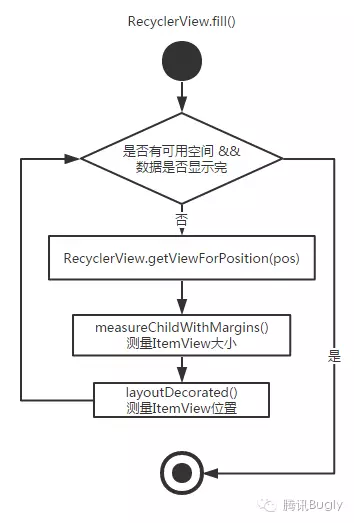 RecyclerView.fill()
是否有可用空间 &&
数据是否显示完
否
RecyclerView.getViewForPosition(pos)
measureChildWithMargins()
测量ItemView大小
是
layoutDecorated()
测量ItemView位置
腾讯Bugly